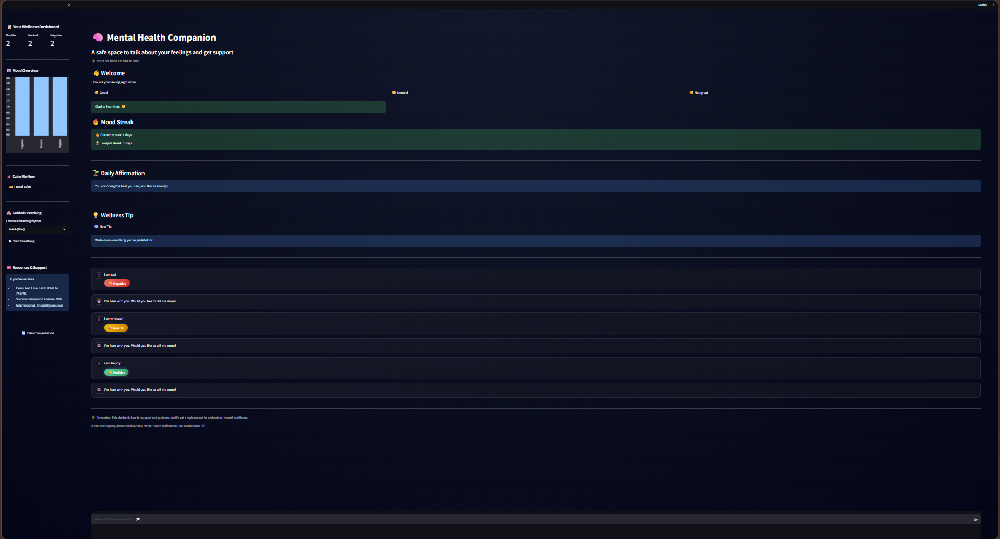 Deploy
Your Wellness Dashboard
Positive Neutral Negative
2 2 2
Mood Overview
2.0
1.8
1.6
1.4
1.2
1.0
0.8
0.6
0.4
0.2
0.0
Negative Neutral Positive
Calm Me Now
I need calm
Guided Breathing
Choose a breathing rhythm
4-4-4 (Box)
Start Breathing
Resources & Support
If you're in crisis:
Crisis Text Line: Text HOME to
741741
Suicide Prevention Lifeline: 988
International: findahelpline.com
Clear Conversation
Mental Health Companion
A safe space to talk about your feelings and get support
You're not alone. I'm here to listen.
Welcome
How are you feeling right now?
Good Neutral Not great
Glad to hear that!
Mood Streak
Current streak: 1 days
Longest streak: 1 days
Daily Affirmation
You are doing the best you can, and that is enough.
Wellness Tip
New Tip
Write down one thing you're grateful for.
i am sad
Negative
I'm here with you. Would you like to tell me more?
i am stressed
Neutral
I'm here with you. Would you like to tell me more?
i am happy
Positive
I'm here with you. Would you like to tell me more?
Remember: This chatbot is here for support and guidance, but it's not a replacement for professional mental health care.
If you're struggling, please reach out to a mental health professional. You're not alone!
Share what's on your mind...